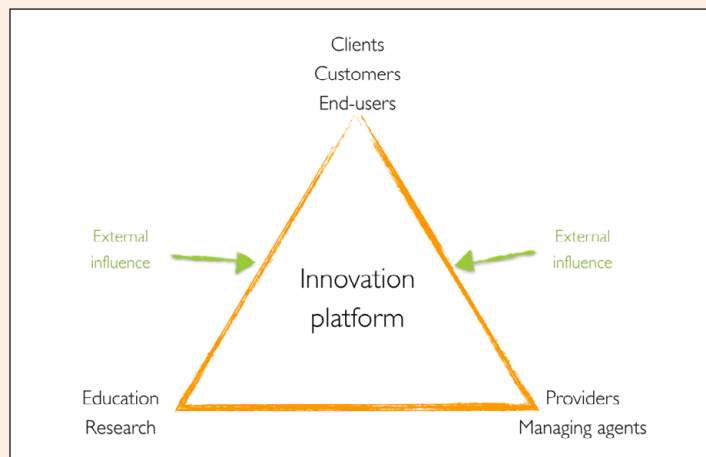 Clients
Customers
End-users
External
influence
External
influence
Innovation
platform
Education
Research
Providers
Managing agents